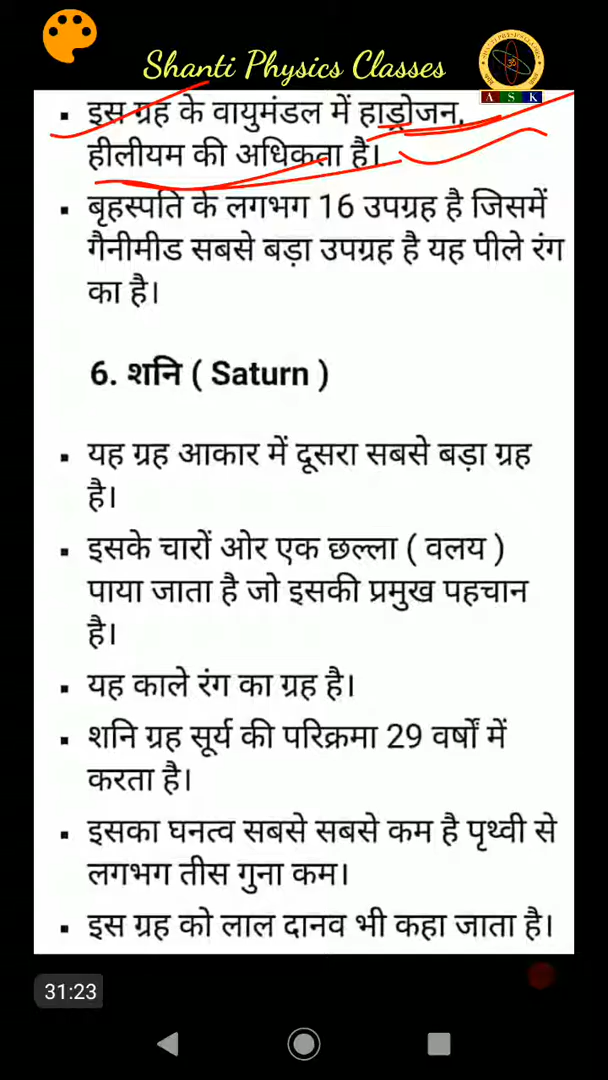 Shanti Physics Classes
A S K
▪ इस ग्रह के वायुमंडल में हाड्रोजन,
हीलीयम की अधिकता है।
▪ बृहस्पति के लगभग 16 उपग्रह है जिसमें
गैनीमीड सबसे बड़ा उपग्रह है यह पीले रंग
का है।
6. शनि ( Saturn )
▪ यह ग्रह आकार में दूसरा सबसे बड़ा ग्रह
है।
▪ इसके चारों ओर एक छल्ला ( वलय )
पाया जाता है जो इसकी प्रमुख पहचान
है।
▪ यह काले रंग का ग्रह है।
▪ शनि ग्रह सूर्य की परिक्रमा 29 वर्षों में
करता है।
▪ इसका घनत्व सबसे सबसे कम है पृथ्वी से
लगभग तीस गुना कम।
▪ इस ग्रह को लाल दानव भी कहा जाता है।
31:23